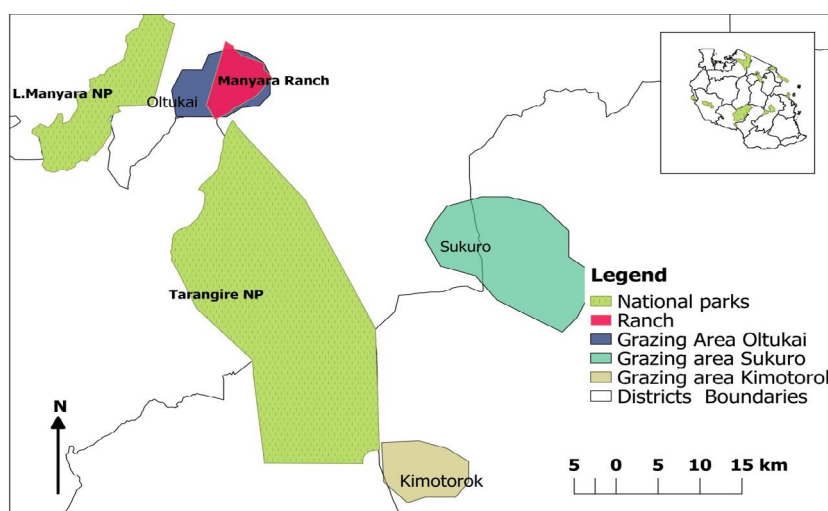 L.Manyara NP
Oltukai
Manyara Ranch
Sukuro
Tarangire NP
Kimotorok
N
Legend
National parks
Ranch
Grazing Area Oltukai
Grazing area Sukuro
Grazing area Kimotorol
Districts Boundaries
5 0 5 10 15 km